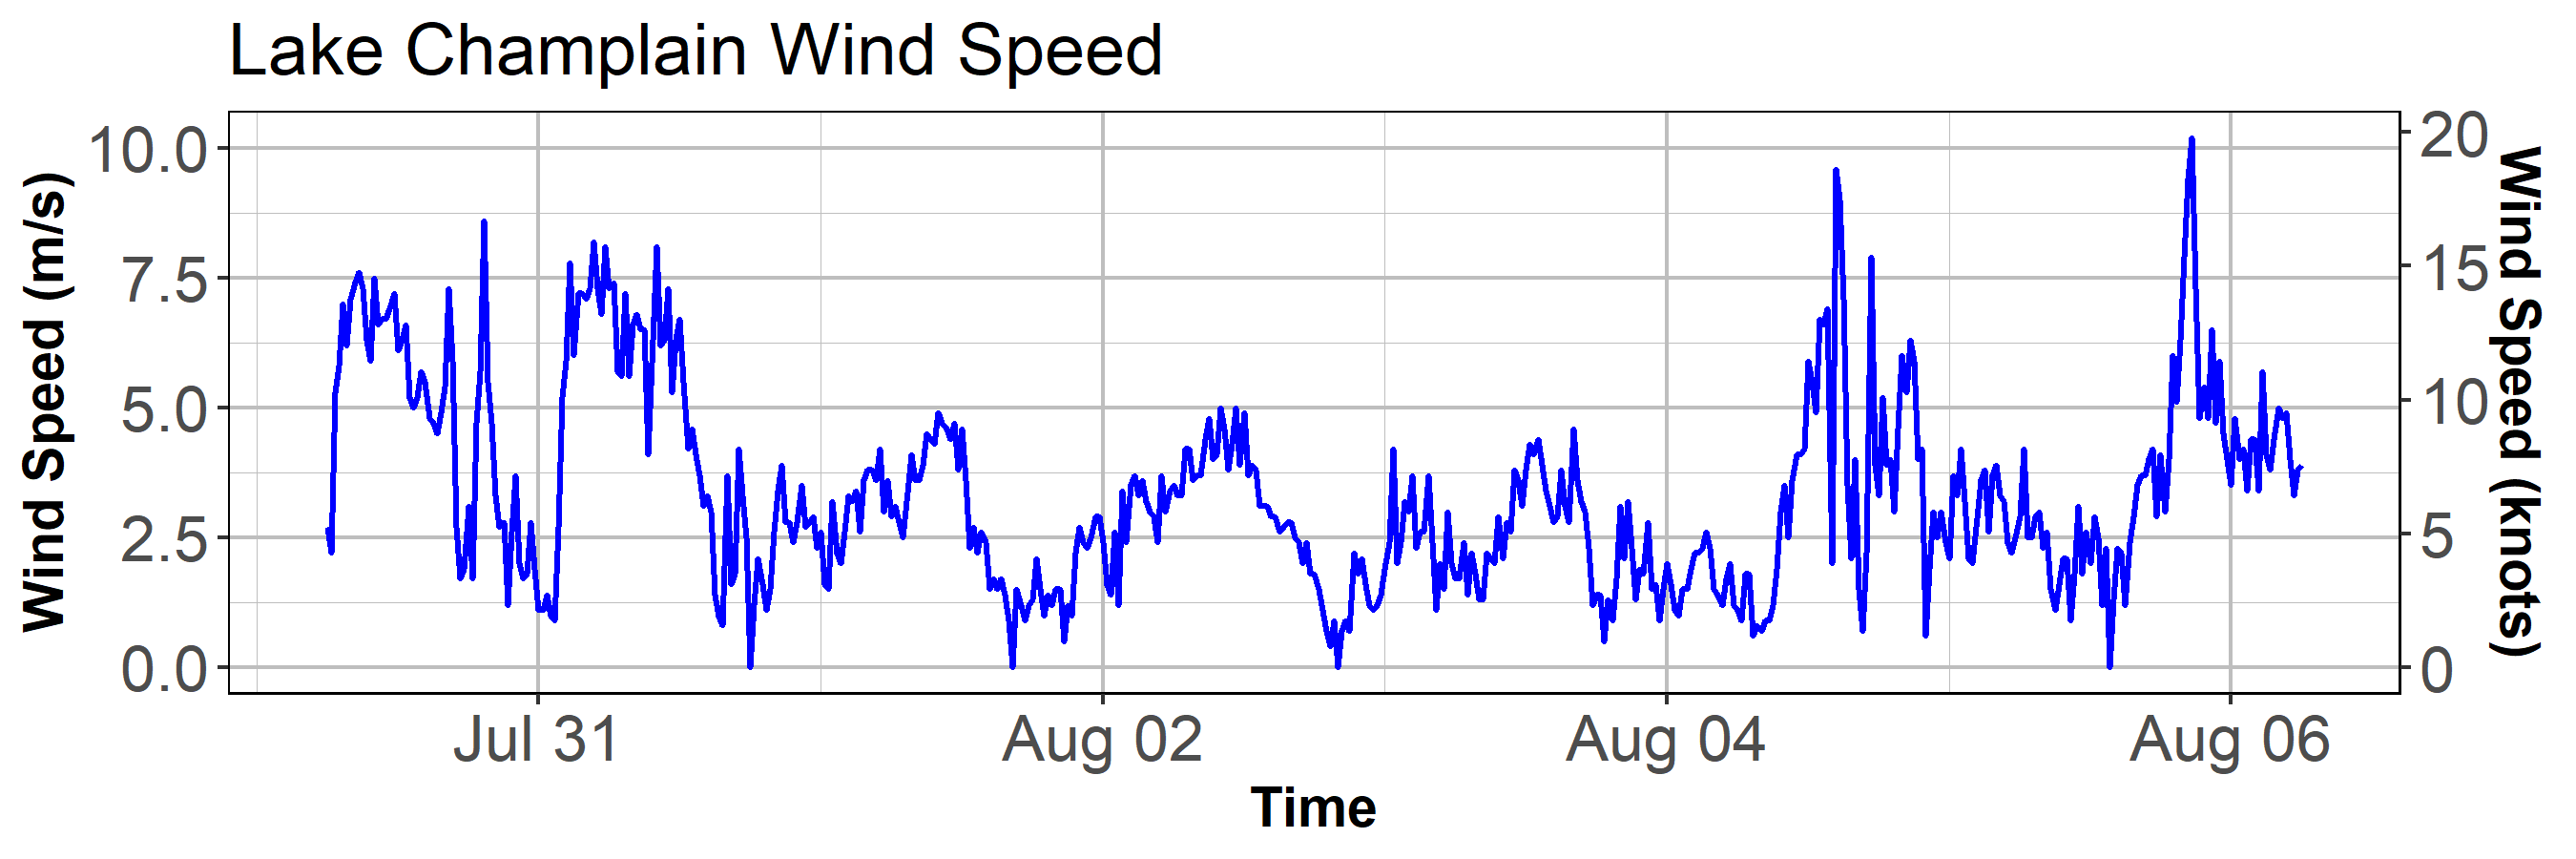 Lake Champlain Wind Speed
Wind Speed (m/s)
10.0
7.5
5.0
2.5
0.0
20
15
10
5
0
Wind Speed (knots)
Jul 31 Aug 02 Aug 04 Aug 06
Time